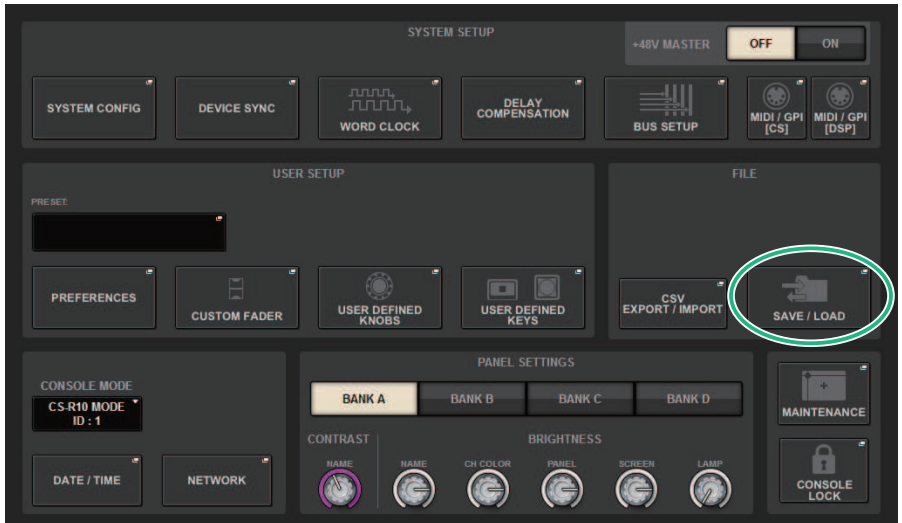 SYSTEM SETUP
+48V MASTER
OFF
ON
SYSTEM CONFIG
DEVICE SYNC
WORD CLOCK
DELAY
COMPENSATION
BUS SETUP
MIDI / GPI
[CS]
MIDI / GPI
[DSP]
USER SETUP
PRESET
PREFERENCES
CUSTOM FADER
USER DEFINED
KNOBS
USER DEFINED
KEYS
FILE
CSV
EXPORT / IMPORT
SAVE / LOAD
CONSOLE MODE
CS-R10 MODE
ID : 1
DATE / TIME
NETWORK
PANEL SETTINGS
BANK A
BANK B
BANK C
BANK D
CONTRAST
BRIGHTNESS
NAME
NAME
CH COLOR
PANEL
SCREEN
LAMP
MAINTENANCE
CONSOLE
LOCK